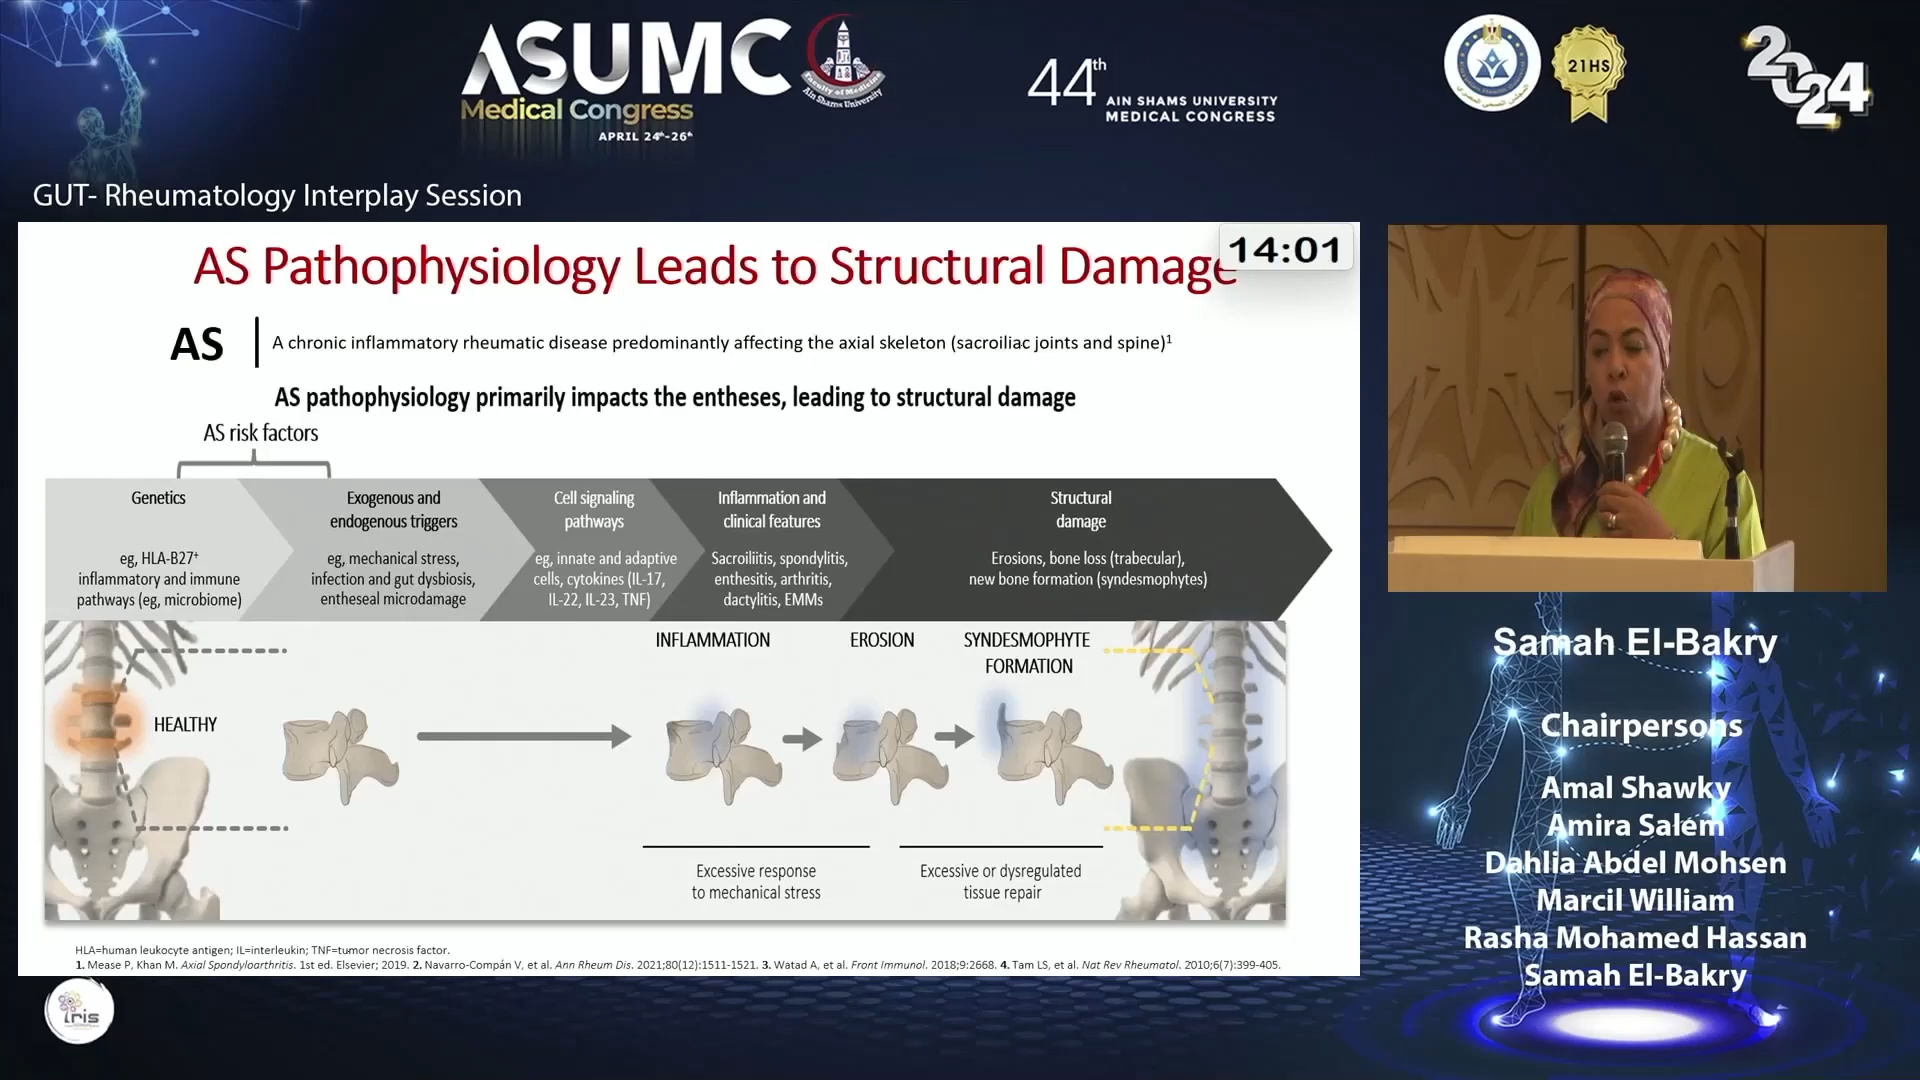 ASUMC
Medical Congress
APRIL 24th-26th
Faculty of Medicine
Ain Shams University
44th
AIN SHAMS UNIVERSITY
MEDICAL CONGRESS
21HS
2024
GUT- Rheumatology Interplay Session
AS Pathophysiology Leads to Structural Damage
14:01
AS
A chronic inflammatory rheumatic disease predominantly affecting the axial skeleton (sacroiliac joints and spine)1
AS pathophysiology primarily impacts the entheses, leading to structural damage
AS risk factors
Genetics
eg, HLA-B27+
inflammatory and immune
pathways (eg, microbiome)
Exogenous and
endogenous triggers
eg, mechanical stress,
infection and gut dysbiosis,
entheseal microdamage
Cell signaling
pathways
eg, innate and adaptive
cells, cytokines (IL-17,
IL-22, IL-23, TNF)
Inflammation and
clinical features
Sacroiliitis, spondylitis,
enthesitis, arthritis,
dactylitis, EMMs
Structural
damage
Erosions, bone loss (trabecular),
new bone formation (syndesmophytes)
HEALTHY
INFLAMMATION
EROSION
SYNDESMOPHYTE
FORMATION
Excessive response
to mechanical stress
Excessive or dysregulated
tissue repair
HLA=human leukocyte antigen; IL=interleukin; TNF=tumor necrosis factor.
1. Mease P, Khan M. Axial Spondyloarthritis. 1st ed. Elsevier; 2019. 2. Navarro-Compán V, et al. Ann Rheum Dis. 2021;80(12):1511-1521. 3. Watad A, et al. Front Immunol. 2018;9:2668. 4. Tam LS, et al. Nat Rev Rheumatol. 2010;6(7):399-405.
iris
Samah El-Bakry
Chairpersons
Amal Shawky
Amira Salem
Dahlia Abdel Mohsen
Marcil William
Rasha Mohamed Hassan
Samah El-Bakry